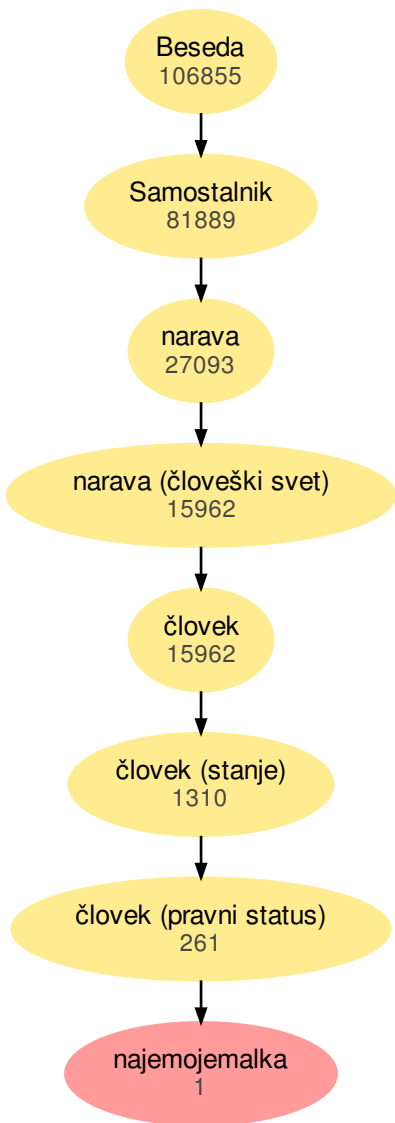 Beseda
106855
Samostalnik
81889
narava
27093
narava (človeški svet)
15962
človek
15962
človek (stanje)
1310
človek (pravni status)
261
najemojemalka
1